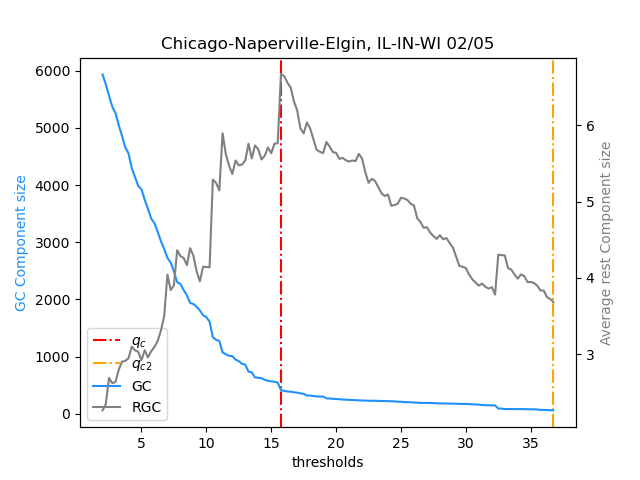 Chicago-Naperville-Elgin, IL-IN-WI 02/05
GC Component size
6000
5000
4000
3000
2000
1000
0
6
5
4
3
Average rest Component size
q_c
q_c2
GC
RGC
5 10 15 20 25 30 35
thresholds